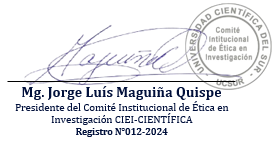 UNIVERSIDAD CIENTÍFICA DEL SUR
Comité
Institucional
de Ética en
Investigación
UCSUR
Mg. Jorge Luís Maguiña Quispe
Presidente del Comité Institucional de Ética en
Investigación CIEI-CIENTÍFICA
Registro N°012-2024